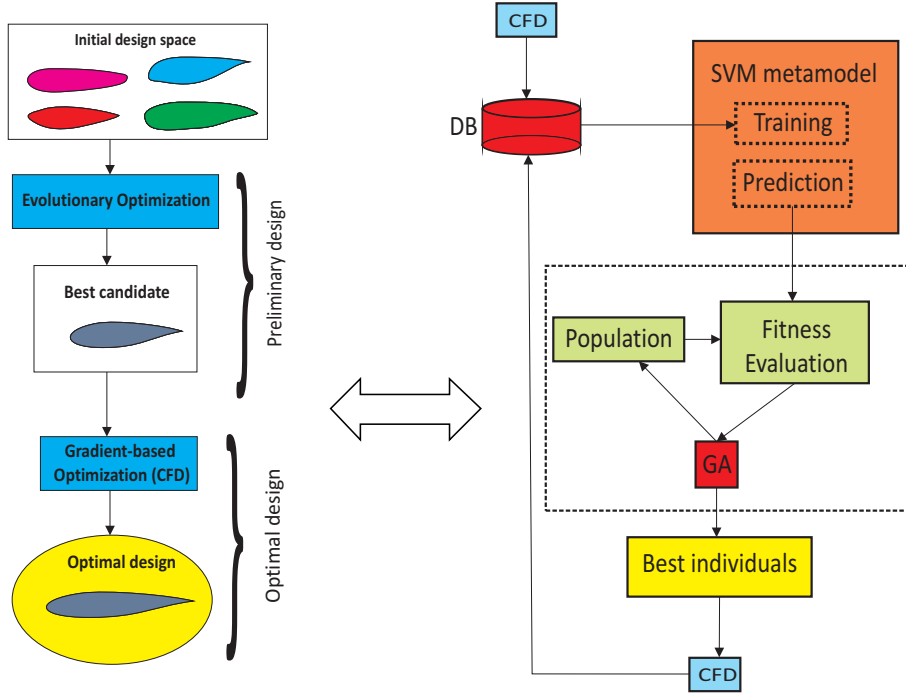 Initial design space
Evolutionary Optimization
Best candidate
Preliminary design
Gradient-based
Optimization (CFD)
Optimal design
Optimal design
CFD
DB
SVM metamodel
Training
Prediction
Population
Fitness
Evaluation
GA
Best individuals
CFD